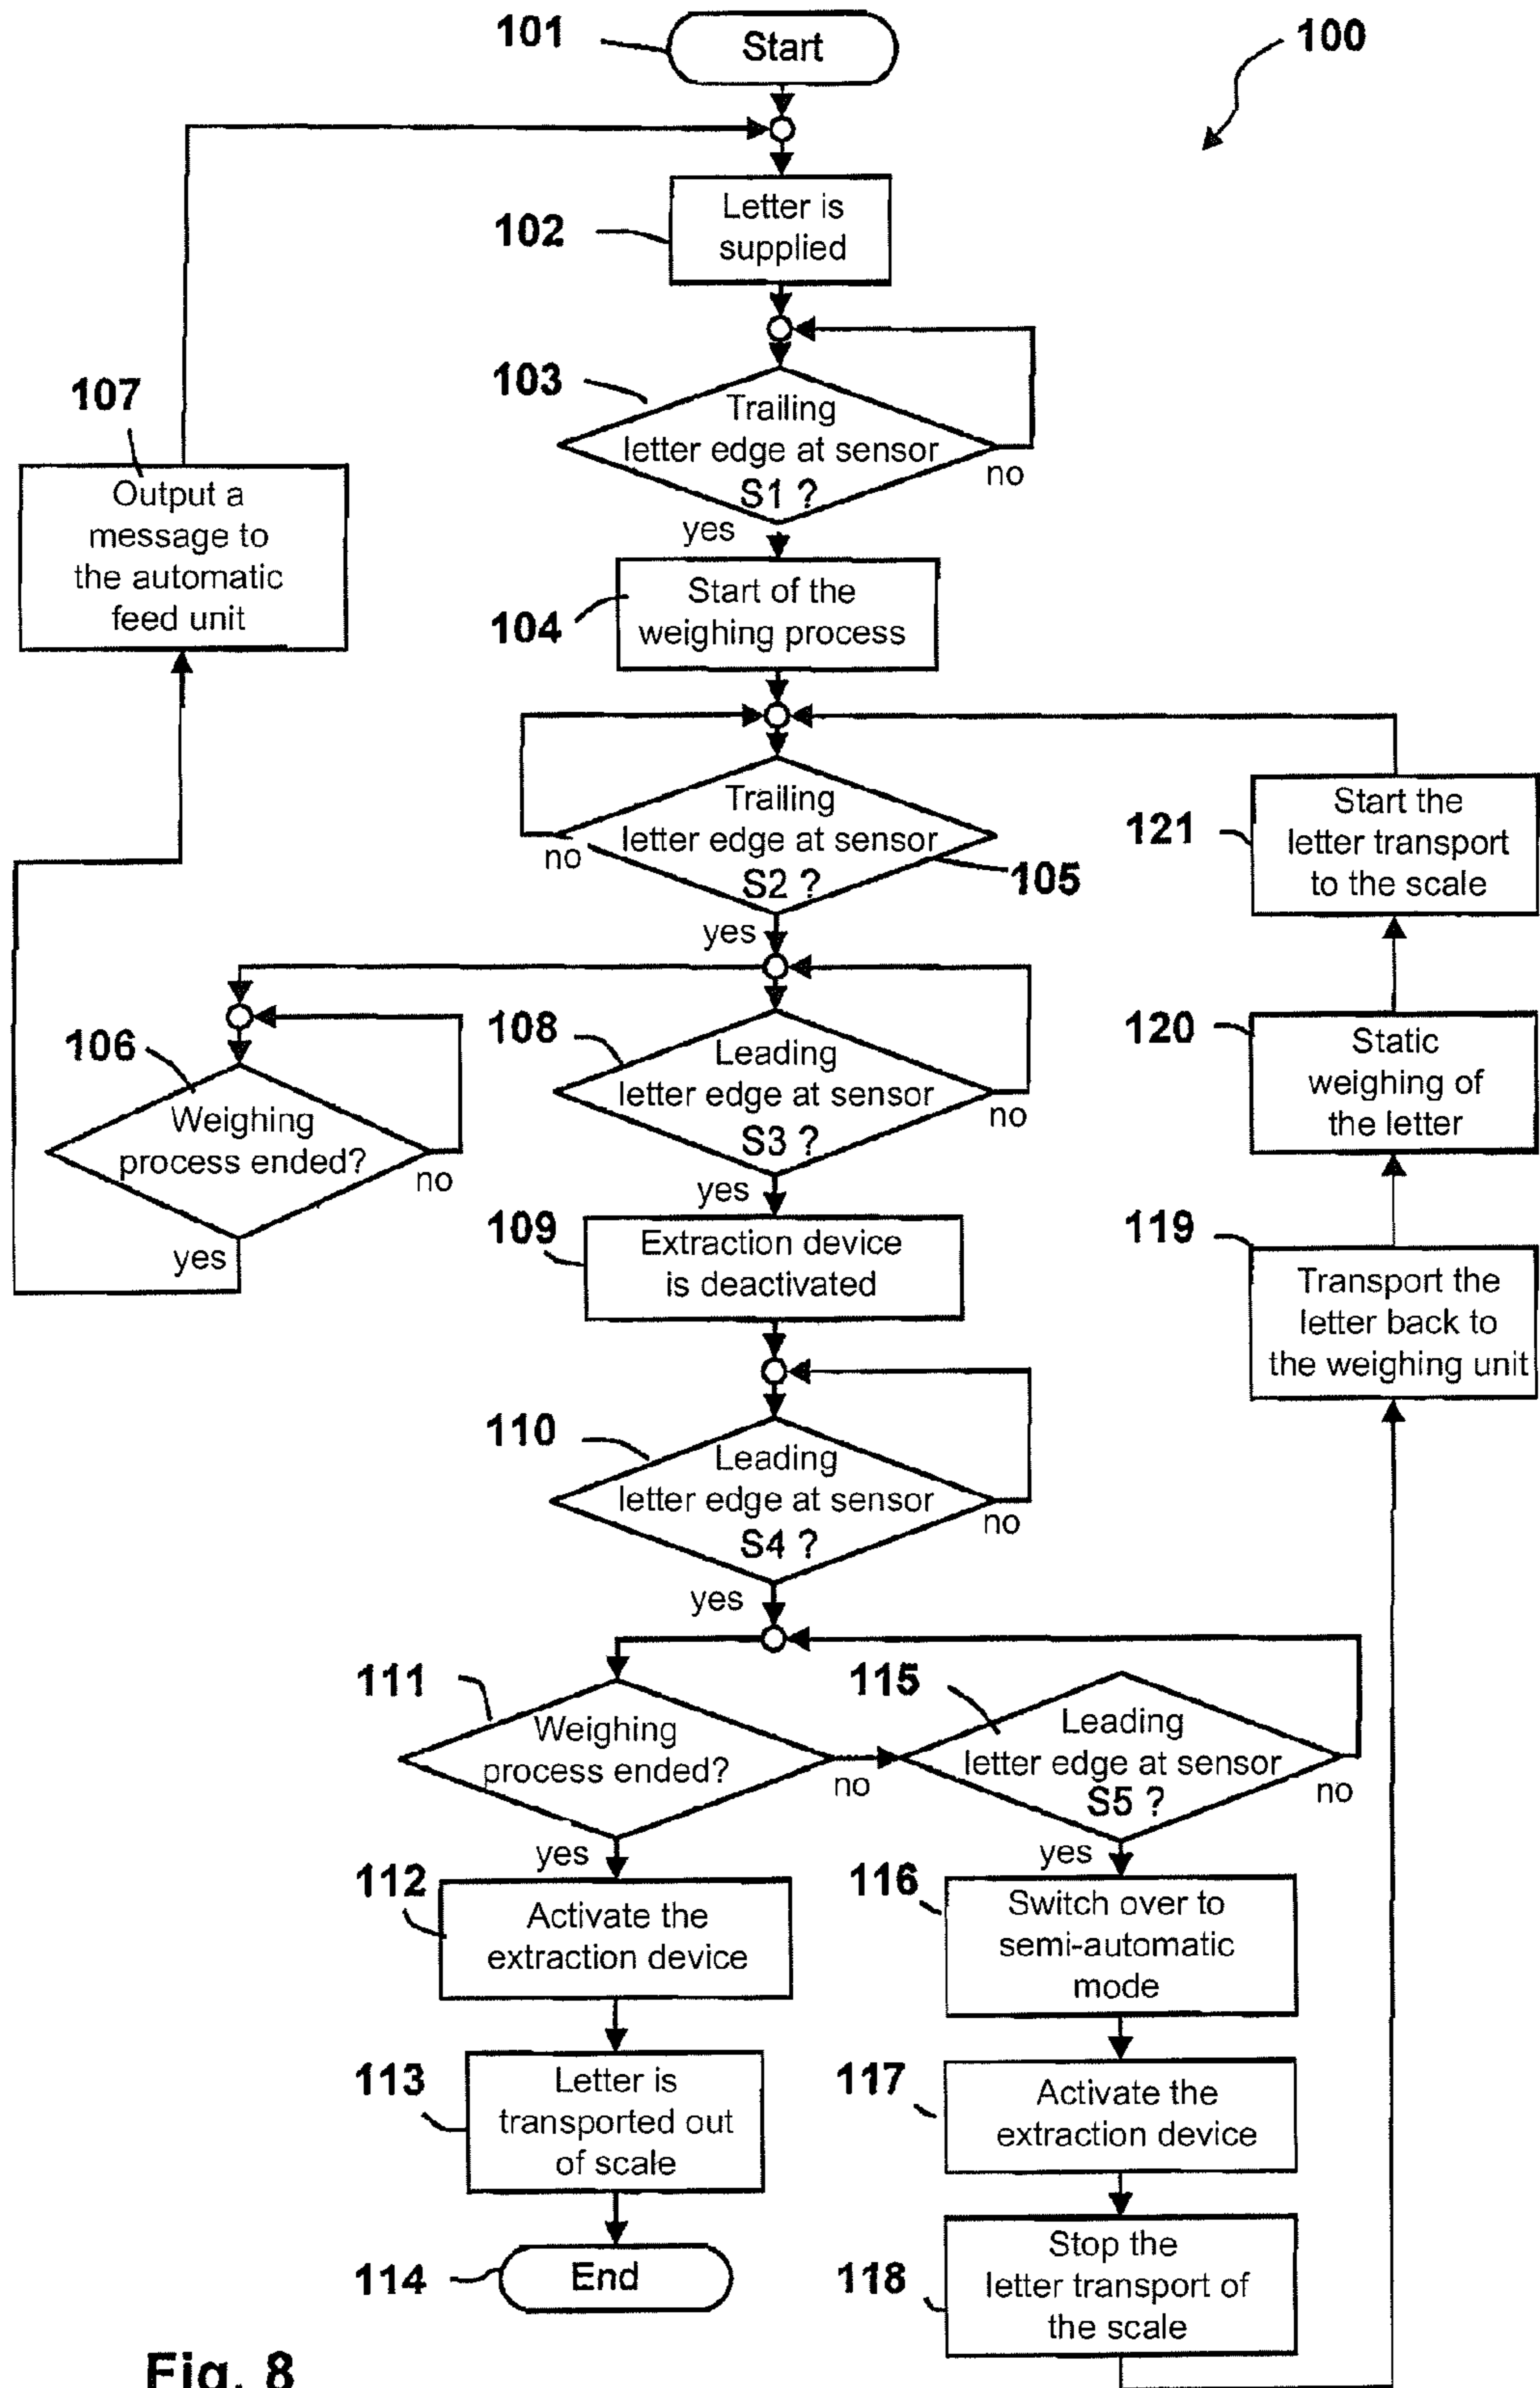 101
Start
100
102
Letter is
supplied
103
Trailing
letter edge at sensor
S1 ?
no
yes
107
Output a
message to
the automatic
feed unit
104
Start of the
weighing process
Trailing
letter edge at sensor
S2 ?
no
105
yes
121
Start the
letter transport
to the scale
106
Weighing
process ended?
no
yes
108
Leading
letter edge at sensor
S3 ?
no
yes
120
Static
weighing of
the letter
109
Extraction device
is deactivated
119
Transport the
letter back to
the weighing unit
110
Leading
letter edge at sensor
S4 ?
no
yes
111
Weighing
process ended?
no
yes
115
Leading
letter edge at sensor
S5 ?
no
yes
112
Activate the
extraction device
116
Switch over to
semi-automatic
mode
113
Letter is
transported out
of scale
117
Activate the
extraction device
114
End
118
Stop the
letter transport of
the scale
Fig. 8